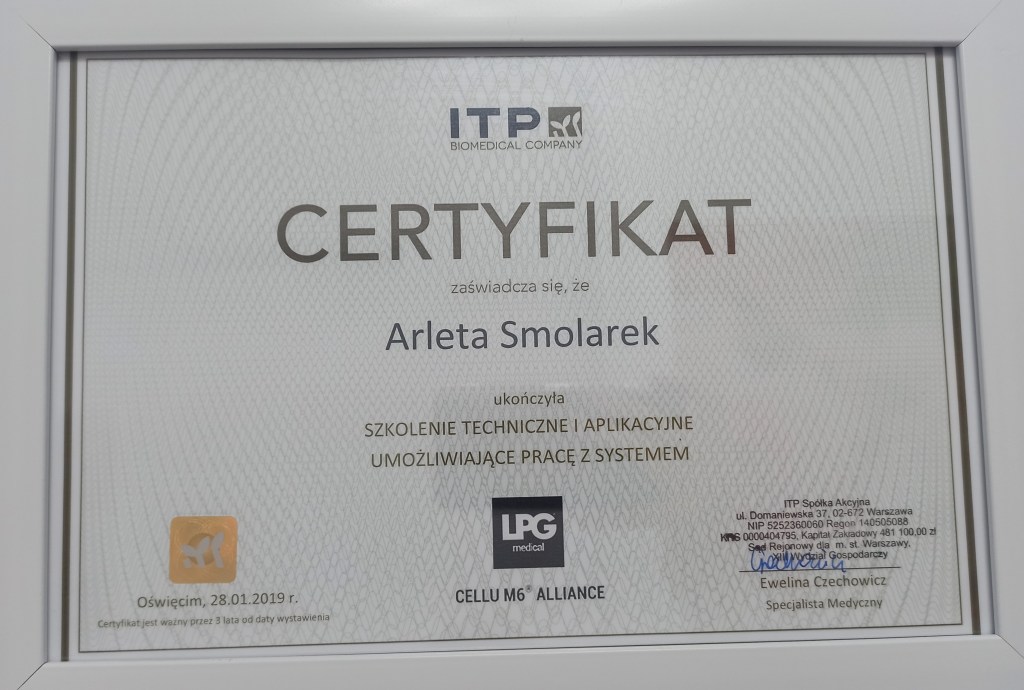 ITP
BIOMEDICAL COMPANY
CERTYFIKAT
zaświadcza się, że
Arleta Smolarek
ukończyła
SZKOLENIE TECHNICZNE I APLIKACYJNE
UMOŻLIWIAJĄCE PRACĘ Z SYSTEMEM
LPG
medical
CELLU M6® ALLIANCE
Oświęcim, 28.01.2019 r.
Certyfikat jest ważny przez 3 lata od daty wystawienia
ITP Spółka Akcyjna
ul. Domaniewska 37, 02-672 Warszawa
NIP 5252360060 Regon 140505088
KRS 0000404795, Kapitał Zakładowy 481 100,00 zł
Sąd Rejonowy dla m. st. Warszawy,
XIII Wydział Gospodarczy
Ewelina Czechowicz
Specjalista Medyczny